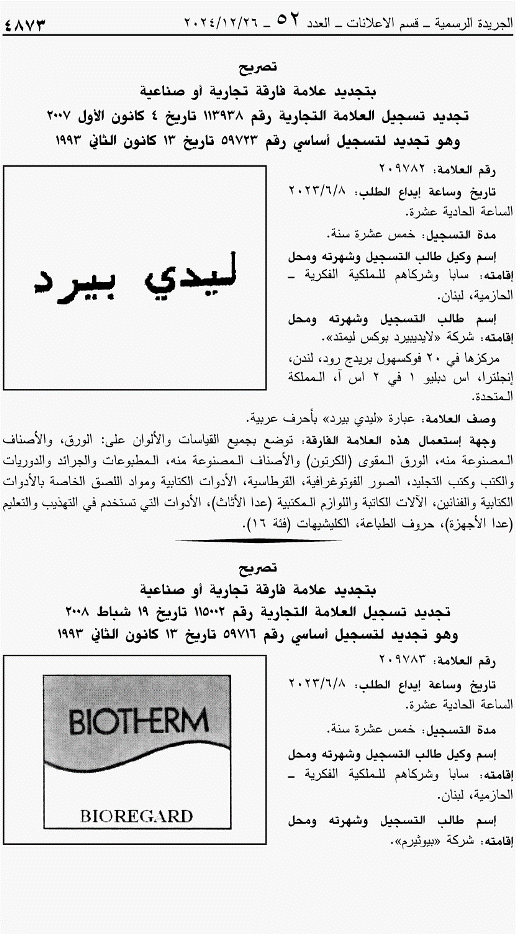 الجريدة الرسمية ــ قسم الاعلانات ــ العدد ٥٢ ــ ٢٠٢٤/١٢/٢٦
٤٨٧٣
تصريح
بتجديد علامة فارقة تجارية أو صناعية
تجديد تسجيل العلامة التجارية رقم ١١٣٩٣٨ تاريخ ٤ كانون الأول ٢٠٠٧
وهو تجديد لتسجيل أساسي رقم ٥٩٧٢٣ تاريخ ١٣ كانون الثاني ١٩٩٣
رقم العلامة: ٢٠٩٧٨٢
تاريخ وساعة إيداع الطلب: ٢٠٢٣/٦/٨
الساعة الحادية عشرة.
مدة التسجيل: خمس عشرة سنة.
إسم وكيل طالب التسجيل وشهرته ومحل
إقامته: سابا وشركاهم للملكية الفكرية ــ
الحازمية، لبنان.
إسم طالب التسجيل وشهرته ومحل
إقامته: شركة «لايديبيرد بوكس ليمتد».
مركزها في ٢٠ فوكسهول بريدج رود، لندن،
إنجلترا، اس دبليو ١ في ٢ اس آ، المملكة
المتحدة.
ليدي بيرد
وصف العلامة: عبارة «ليدي بيرد» بأحرف عربية.
وجهة إستعمال هذه العلامة الفارقة: توضع بجميع القياسات والألوان على: الورق، والأصناف
المصنوعة منه، الورق المقوى (الكرتون) والأصناف المصنوعة منه، المطبوعات والجرائد والدوريات
والكتب وكتب التجليد، الصور الفوتوغرافية، القرطاسية، الأدوات الكتابية ومواد اللصق الخاصة بالأدوات
الكتابية والفنانين، الآلات الكاتبة واللوازم المكتبية (عدا الأثاث)، الأدوات التي تستخدم في التهذيب والتعليم
(عدا الأجهزة)، حروف الطباعة، الكليشيهات (فئة ١٦).
تصريح
بتجديد علامة فارقة تجارية أو صناعية
تجديد تسجيل العلامة التجارية رقم ١١٥٠٠٢ تاريخ ١٩ شباط ٢٠٠٨
وهو تجديد لتسجيل أساسي رقم ٥٩٧١٦ تاريخ ١٣ كانون الثاني ١٩٩٣
رقم العلامة: ٢٠٩٧٨٣
تاريخ وساعة إيداع الطلب: ٢٠٢٣/٦/٨
الساعة الحادية عشرة.
مدة التسجيل: خمس عشرة سنة.
إسم وكيل طالب التسجيل وشهرته ومحل
إقامته: سابا وشركاهم للملكية الفكرية ــ
الحازمية، لبنان.
إسم طالب التسجيل وشهرته ومحل
إقامته: شركة «بيوثيرم».
BIOTHERM
BIOREGARD